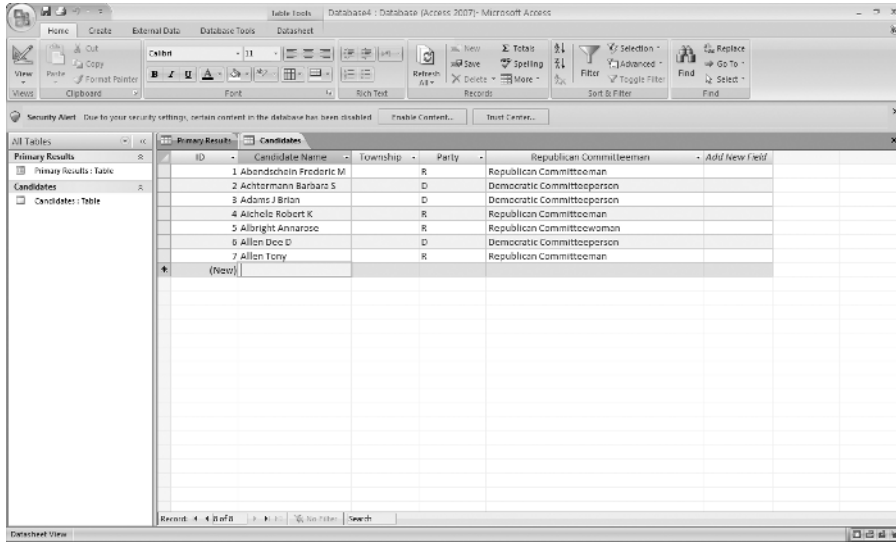 Table Tools Database4 : Database (Access 2007)- Microsoft Access
Home Create External Data Database Tools Datasheet
View
Views
Paste
Cut
Copy
Format Painter
Clipboard
Calibri 11
B I U A
Font
Rich Text
Refresh All
New
Save
Delete
Σ Totals
Spelling
More
Records
Filter
Selection
Advanced
Toggle Filter
Sort & Filter
Find
Replace
Go To
Select
Find
Security Alert Due to your security settings, certain content in the database has been disabled Enable Content... Trust Center...
All Tables
Primary Results
Primary Results : Table
Candidates
Candidates : Table
Primary Results Candidates
ID Candidate Name Township Party Republican Committeeman Add New Field
1 Abendschein Frederic M R Republican Committeeman
2 Achtermann Barbara S D Democratic Committeeperson
3 Adams J Brian D Democratic Committeeperson
4 Aichele Robert K R Republican Committeeman
5 Albright Annarose R Republican Committeewoman
6 Allen Dee D D Democratic Committeeperson
7 Allen Tony R Republican Committeeman
(New)
Record: 8 of 8 No Filter Search
Datasheet View